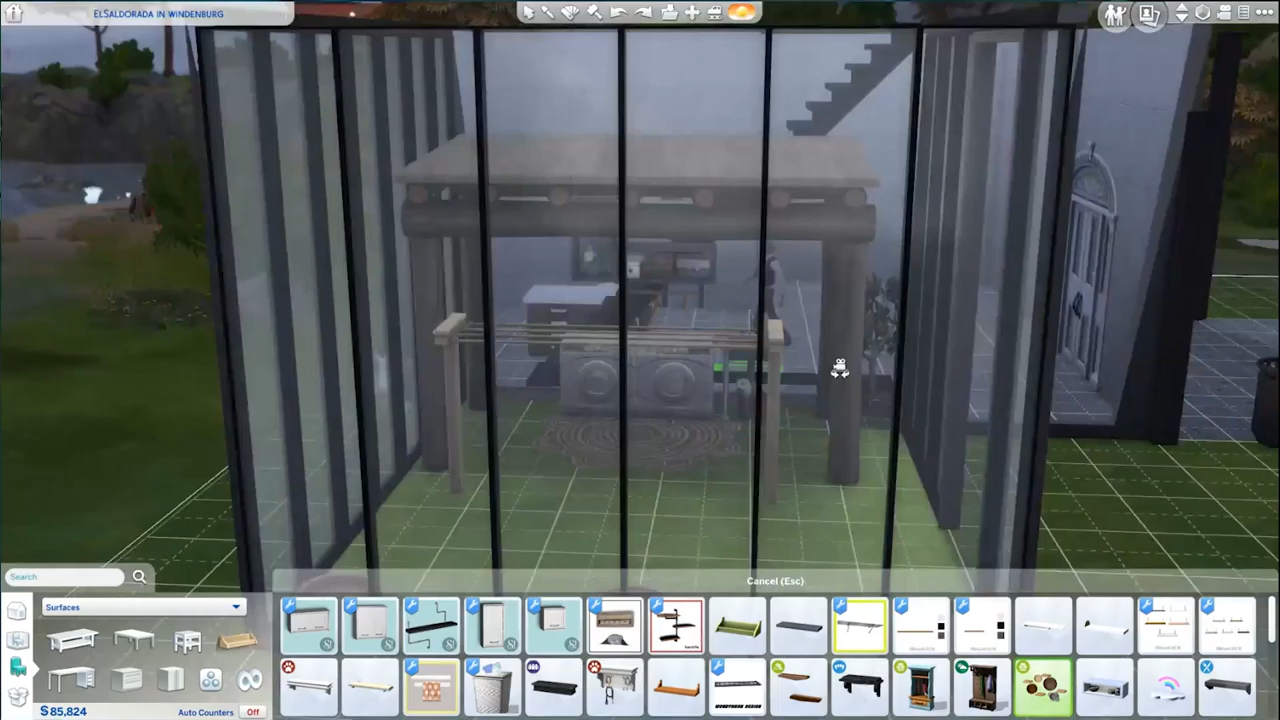 ELSALDORADA IN WINDENBURG
Cancel (Esc)
Search
Surfaces
§85,824
Auto Counters Off